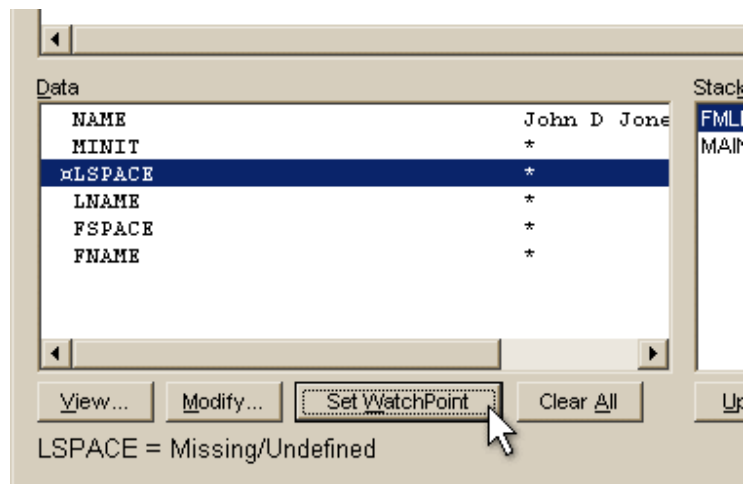 Data
Stack
NAME John D Jone
MINIT *
¤LSPACE *
LNAME *
FSPACE *
FNAME *
FML
MAIN
View... Modify... Set WatchPoint Clear All Up
LSPACE = Missing/Undefined